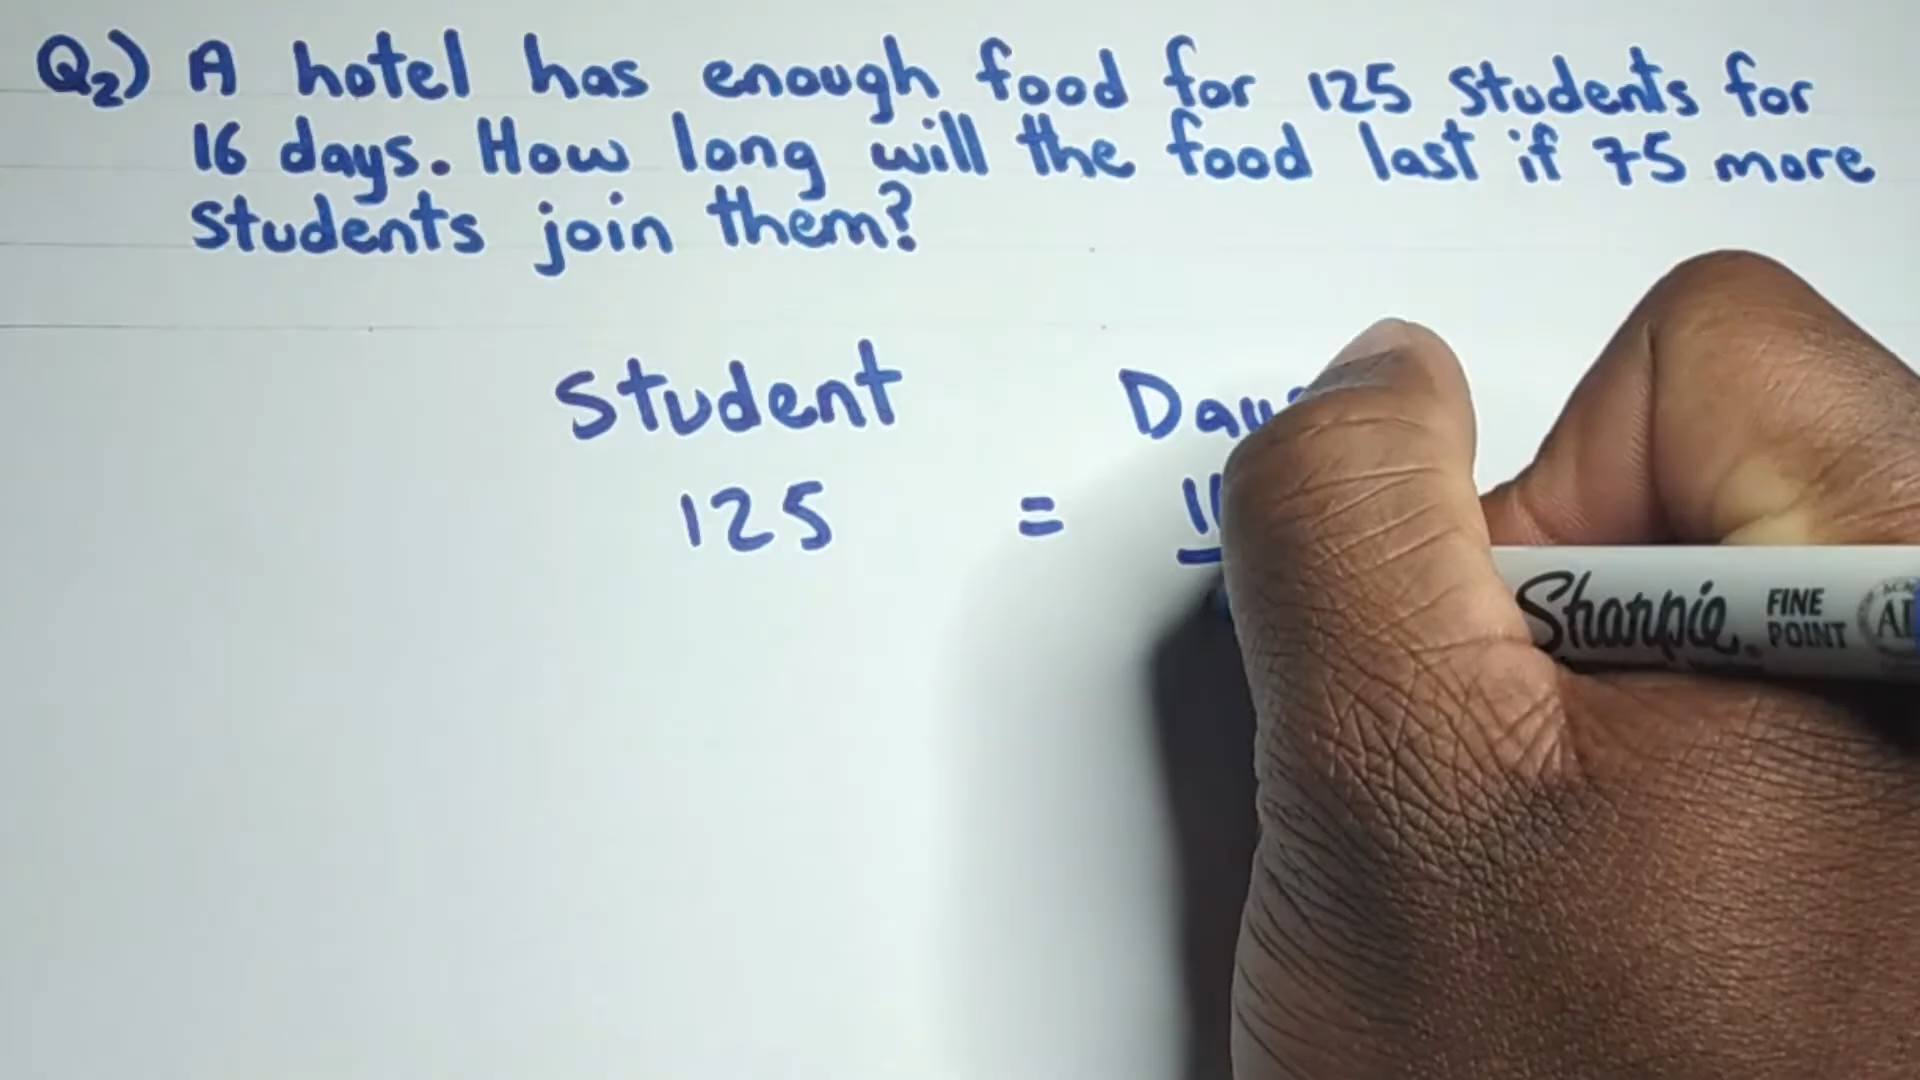 Q2) A hotel has enough food for 125 students for
16 days. How long will the food last if 75 more
students join them?
Student
125 =
Sharpie. FINE
POINT